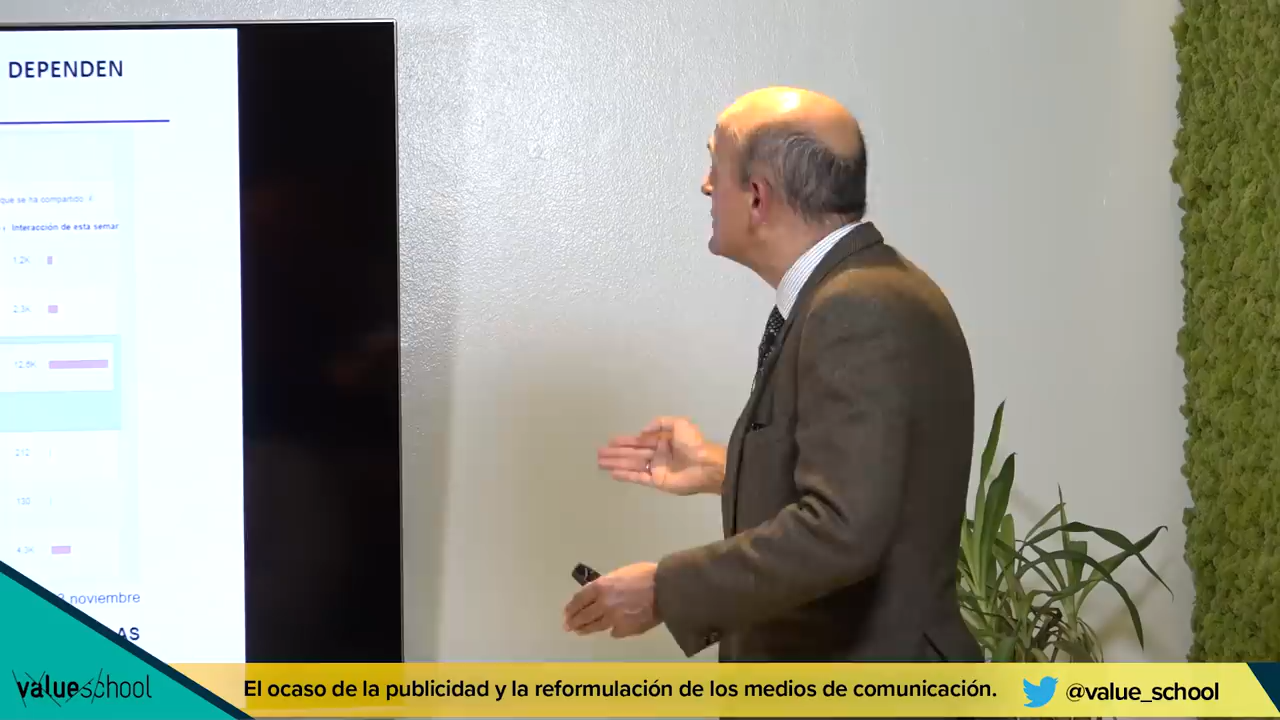 DEPENDEN
que se ha compartido
Interacción de esta semar
1.2K
2.3K
12.6K
212
130
4.3K
noviembre
AS
valueschool
El ocaso de la publicidad y la reformulación de los medios de comunicación.
@value_school